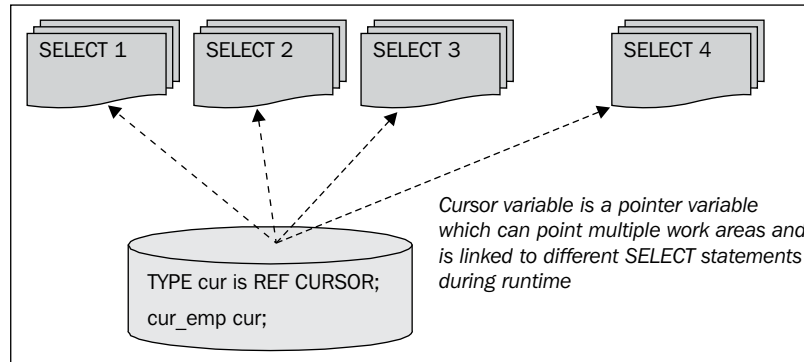 SELECT 1
SELECT 2
SELECT 3
SELECT 4
Cursor variable is a pointer variable
which can point multiple work areas and
is linked to different SELECT statements
during runtime
TYPE cur is REF CURSOR;
cur_emp cur;